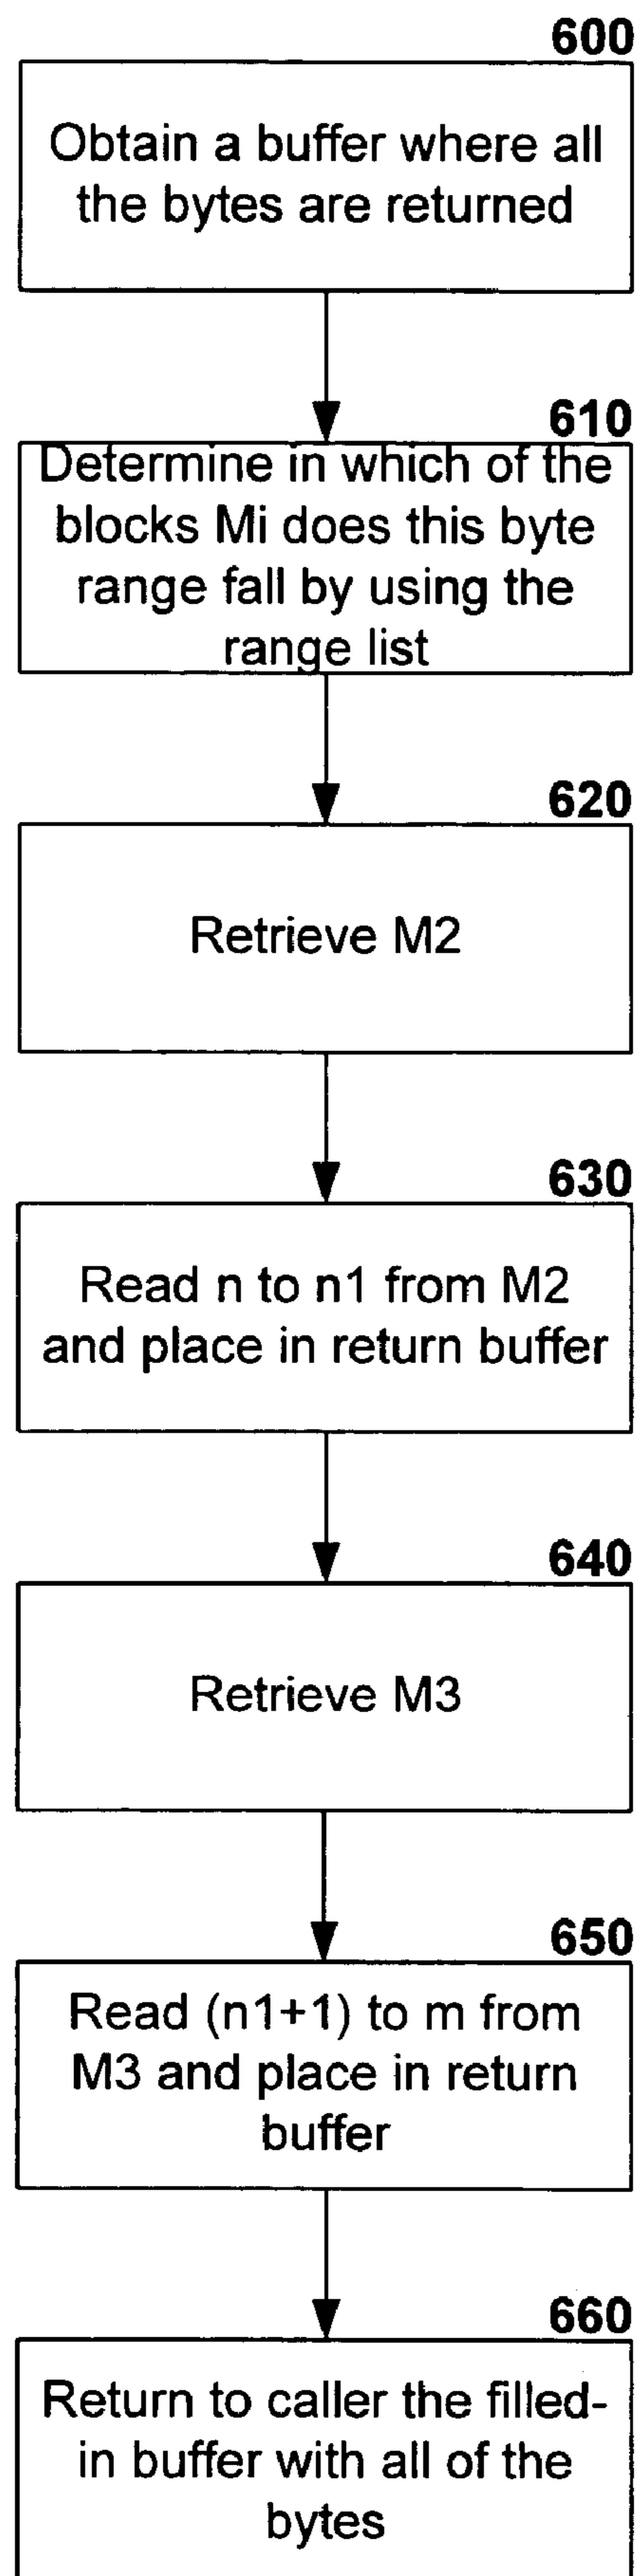 600
Obtain a buffer where all
the bytes are returned
610
Determine in which of the
blocks Mi does this byte
range fall by using the
range list
620
Retrieve M2
630
Read n to n1 from M2
and place in return buffer
640
Retrieve M3
650
Read (n1+1) to m from
M3 and place in return
buffer
660
Return to caller the filled-
in buffer with all of the
bytes